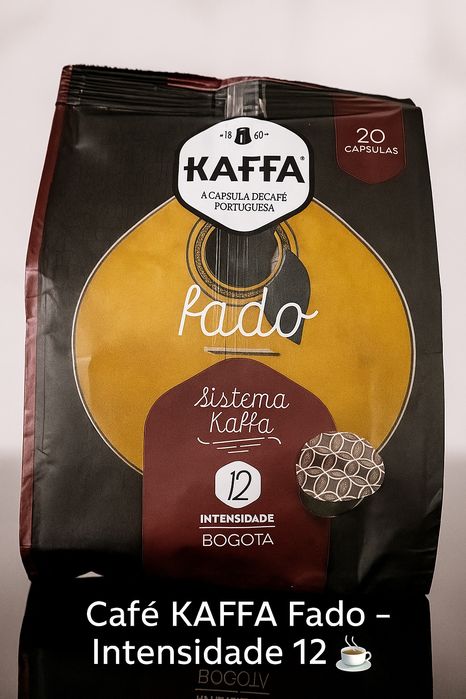 20
CAPSULAS
18 60
KAFFA®
A CAPSULA DECAFÉ
PORTUGUESA
fado
Sistema
Kaffa
12
INTENSIDADE
BOGOTA
Café KAFFA Fado –
Intensidade 12 ☕
BOGOTA